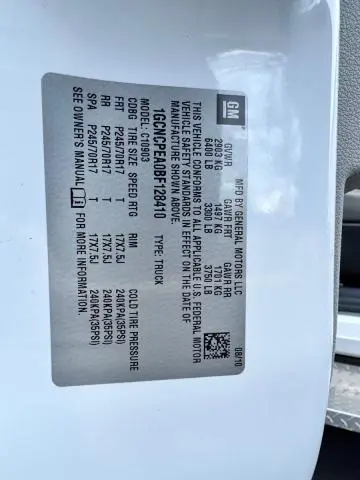 GM
MFD BY GENERAL MOTORS LLC
08/10
GVWR GAWR FRT GAWR RR
2903 KG 1497 KG 1701 KG
6400 LB 3300 LB 3750 LB
THIS VEHICLE CONFORMS TO ALL APPLICABLE U.S. FEDERAL MOTOR
VEHICLE SAFETY STANDARDS IN EFFECT ON THE DATE OF
MANUFACTURE SHOWN ABOVE.
1GCNCPEA0BF128410 TYPE: TRUCK
MODEL: C10903
COBG TIRE SIZE SPEED RTG RIM COLD TIRE PRESSURE
FRT P245/70R17 T 17X7.5J 240KPA(35PSI)
RR P245/70R17 T 17X7.5J 240KPA(35PSI)
SPA P245/70R17 T 17X7.5J 240KPA(35PSI)
SEE OWNER'S MANUAL FOR MORE INFORMATION.